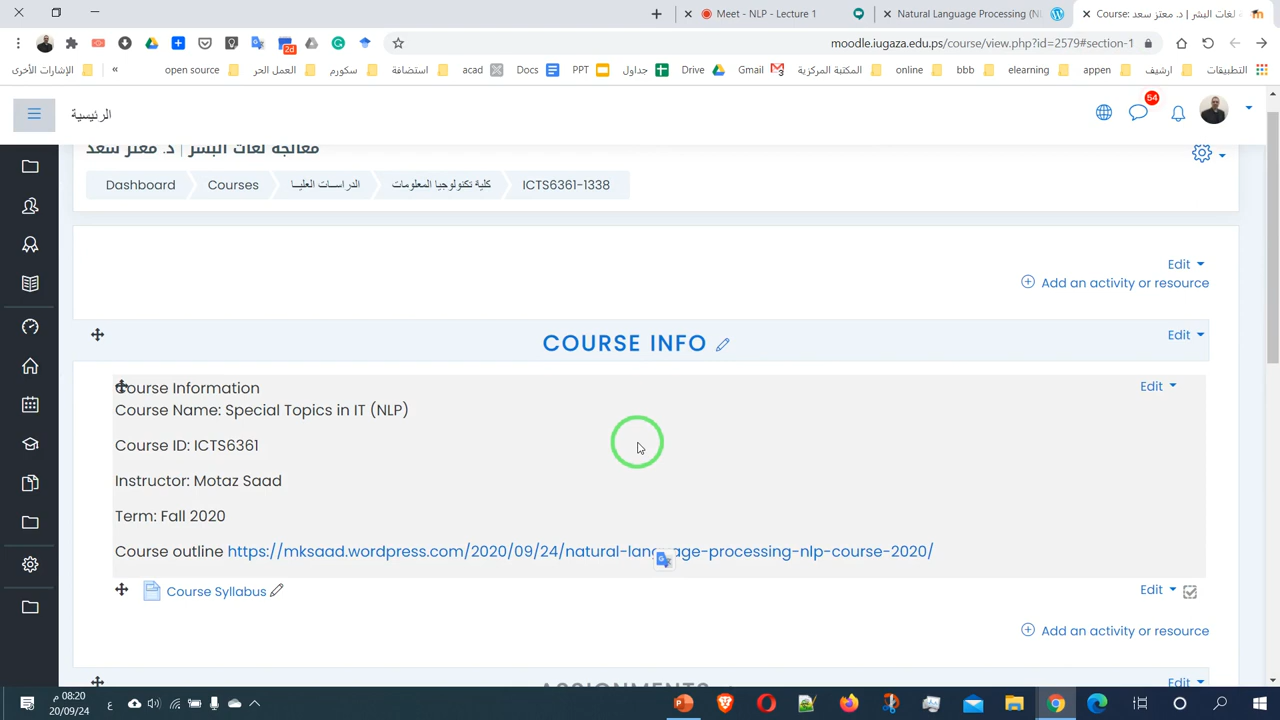 Meet - NLP - Lecture 1
Natural Language Processing (NL
Course: معالجة لغات البشر | د. معتز سعد
moodle.iugaza.edu.ps/course/view.php?id=2579#section-1
التطبيقات
ارشيف
appen
elearning
bbb
online
المكتبة المركزية
Gmail
Drive
جداول
PPT
Docs
acad
استضافة
سكورم
العمل الحر
open source
»
الإشارات الأخرى
2d
الرئيسية
54
معالجة لغات البشر | د. معتز سعد
Dashboard
Courses
الدراسات العليا
كلية تكنولوجيا المعلومات
ICTS6361-1338
Edit
Add an activity or resource
COURSE INFO
Edit
Course Information
Edit
Course Name: Special Topics in IT (NLP)
Course ID: ICTS6361
Instructor: Motaz Saad
Term: Fall 2020
Course outline https://mksaad.wordpress.com/2020/09/24/natural-language-processing-nlp-course-2020/
Course Syllabus
Edit
Add an activity or resource
ASSIGNMENTS
Edit
08:20 م
20/09/24
ع